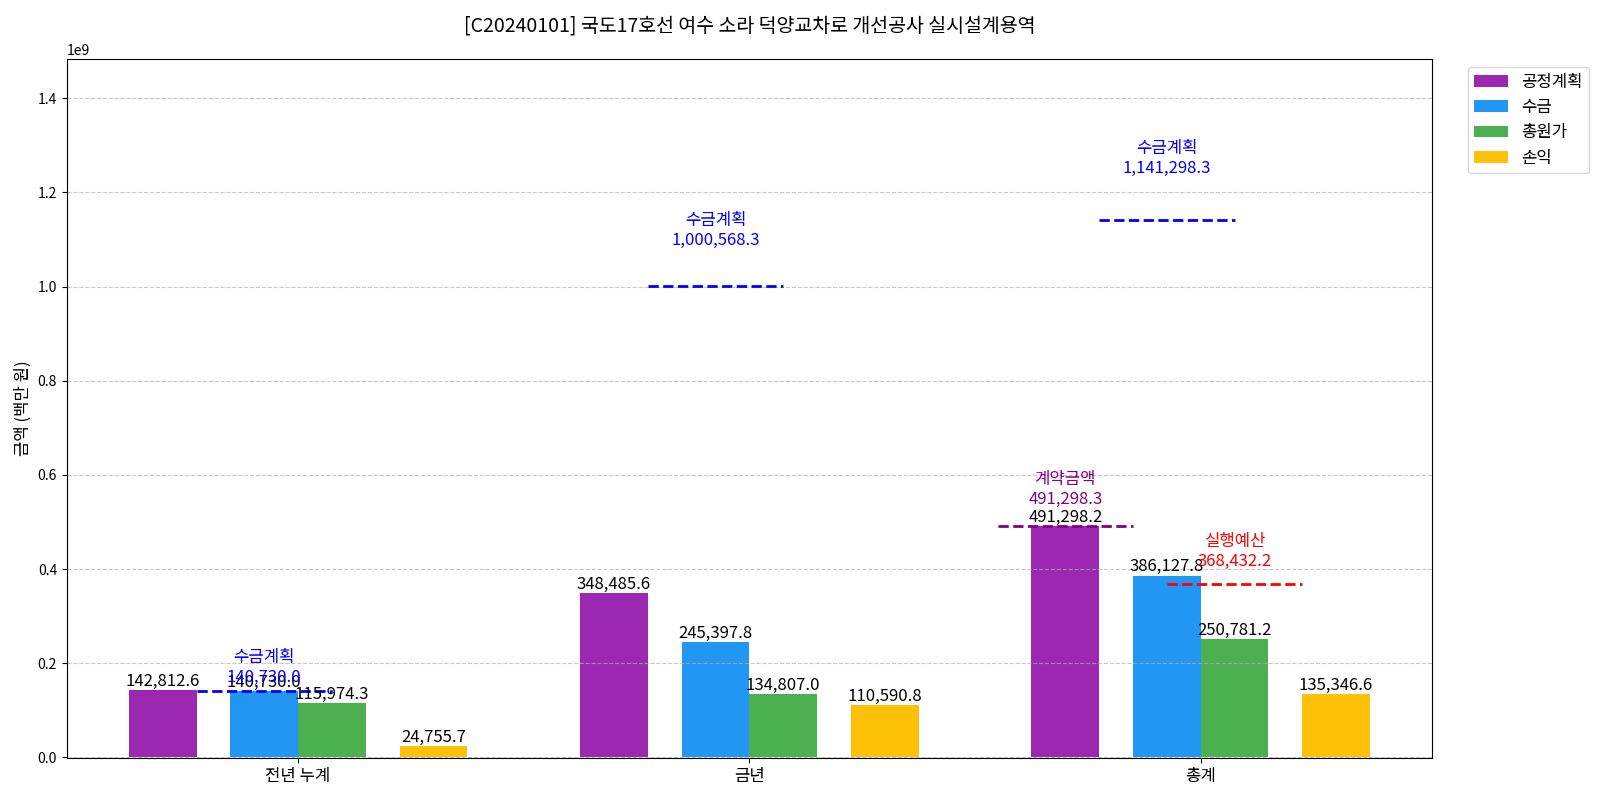 [C20240101] 국도17호선 여수 소라 덕양교차로 개선공사 실시설계용역
1e9
1.4
1.2
1.0
0.8
0.6
0.4
0.2
0.0
금액 (백만 원)
수금계획
140,730.0
142,812.6
140,730.0
115,974.3
24,755.7
수금계획
1,000,568.3
348,485.6
245,397.8
134,807.0
110,590.8
수금계획
1,141,298.3
계약금액
491,298.3
491,298.2
실행예산
368,432.2
386,127.8
250,781.2
135,346.6
전년 누계
금년
총계
공정계획
수금
총원가
손익